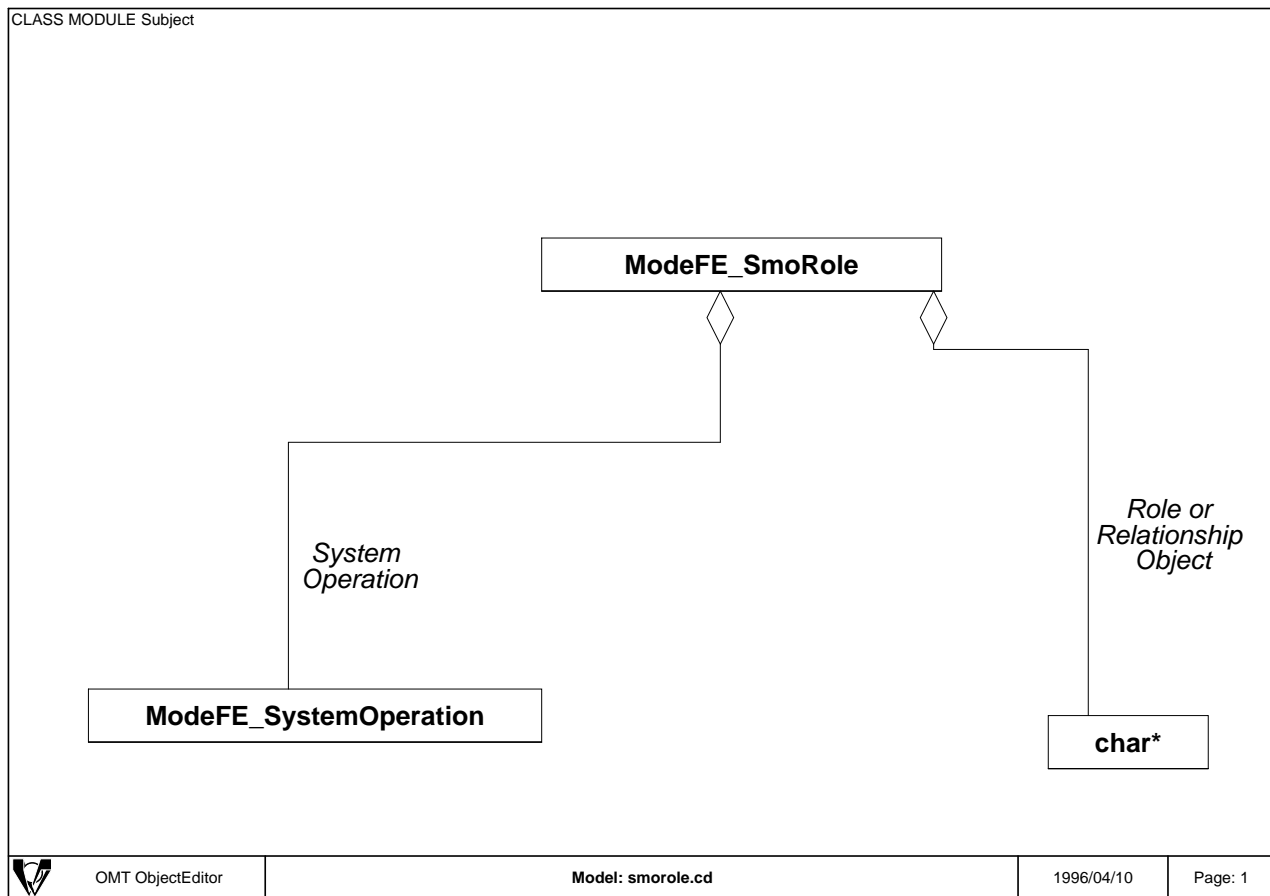 CLASS MODULE Subject
ModeFE_SmoRole
System
Operation
Role or
Relationship
Object
ModeFE_SystemOperation
char*
OMT ObjectEditor
Model: smorole.cd
1996/04/10
Page: 1